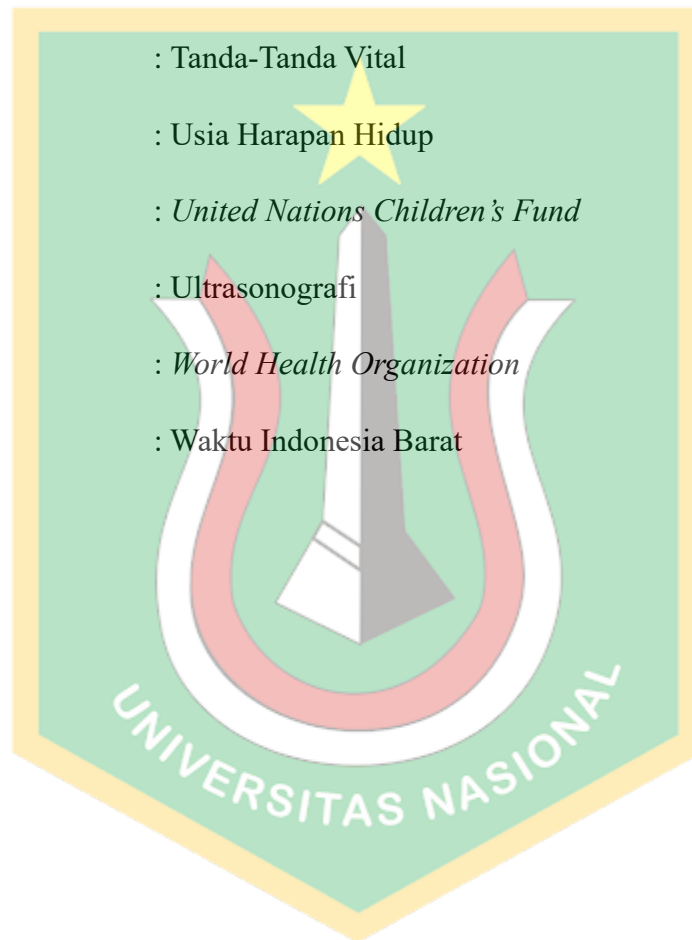 : Tanda-Tanda Vital
: Usia Harapan Hidup
: United Nations Children’s Fund
: Ultrasonografi
: World Health Organization
: Waktu Indonesia Barat
UNIVERSITAS NASIONAL